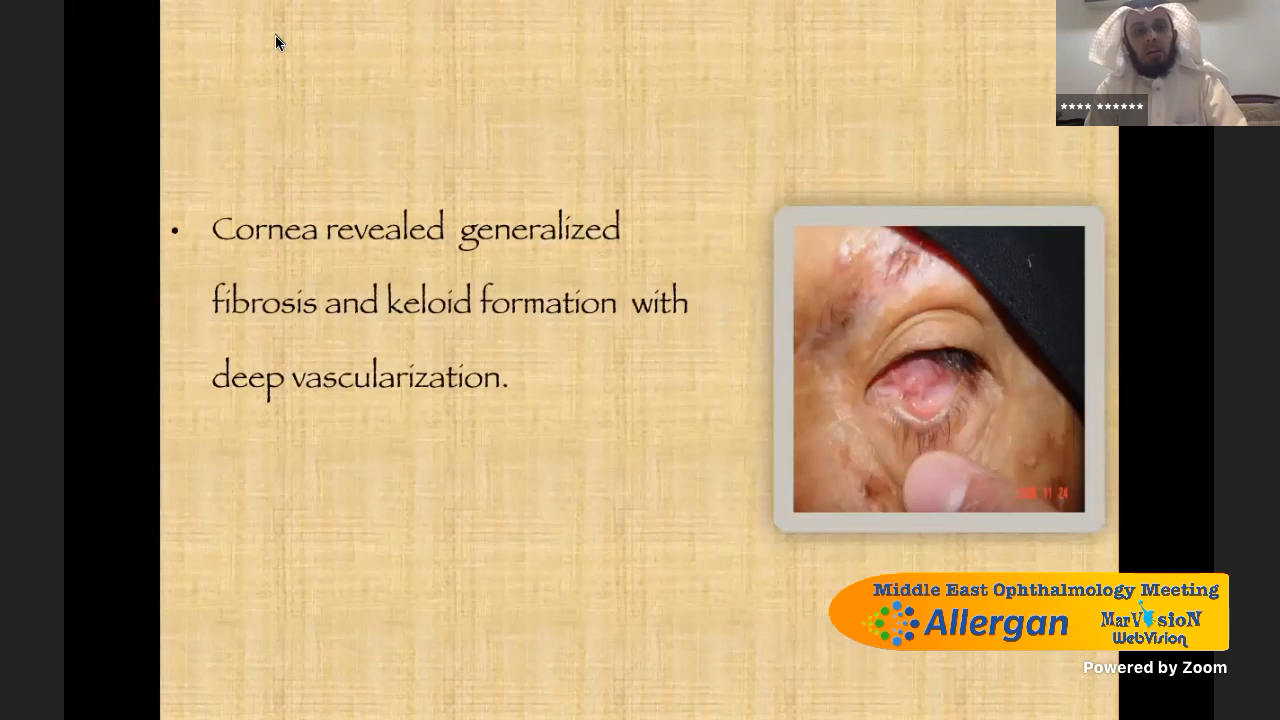 **** ******
• Cornea revealed generalized
fibrosis and keloid formation with
deep vascularization.
Middle East Ophthalmology Meeting
Allergan
MarVisioN
WebVision
Powered by Zoom